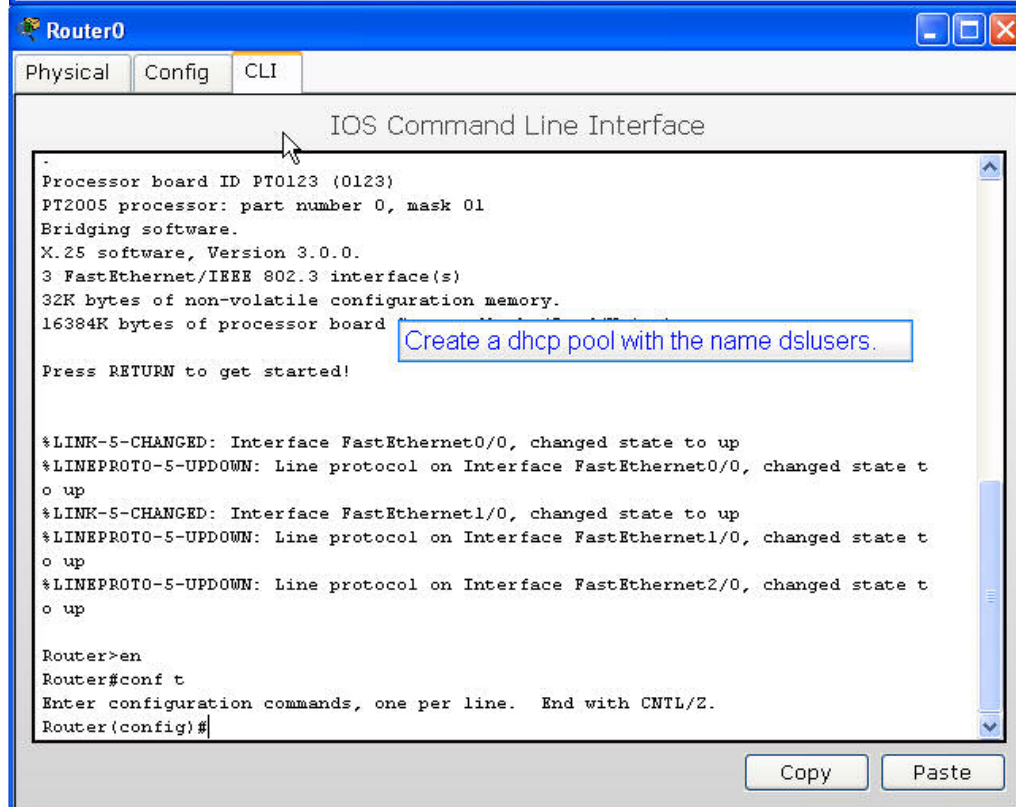 Router0
Physical
Config
CLI
IOS Command Line Interface
Processor board ID PT0123 (0123)
PT2005 processor: part number 0, mask 01
Bridging software.
X.25 software, Version 3.0.0.
3 FastEthernet/IEEE 802.3 interface(s)
32K bytes of non-volatile configuration memory.
16384K bytes of processor board
Create a dhcp pool with the name dslusers.
Press RETURN to get started!
%LINK-5-CHANGED: Interface FastEthernet0/0, changed state to up
%LINEPROTO-5-UPDOWN: Line protocol on Interface FastEthernet0/0, changed state t
o up
%LINK-5-CHANGED: Interface FastEthernet1/0, changed state to up
%LINEPROTO-5-UPDOWN: Line protocol on Interface FastEthernet1/0, changed state t
o up
%LINEPROTO-5-UPDOWN: Line protocol on Interface FastEthernet2/0, changed state t
o up
Router>en
Router#conf t
Enter configuration commands, one per line.  End with CNTL/Z.
Router(config)#
Copy
Paste